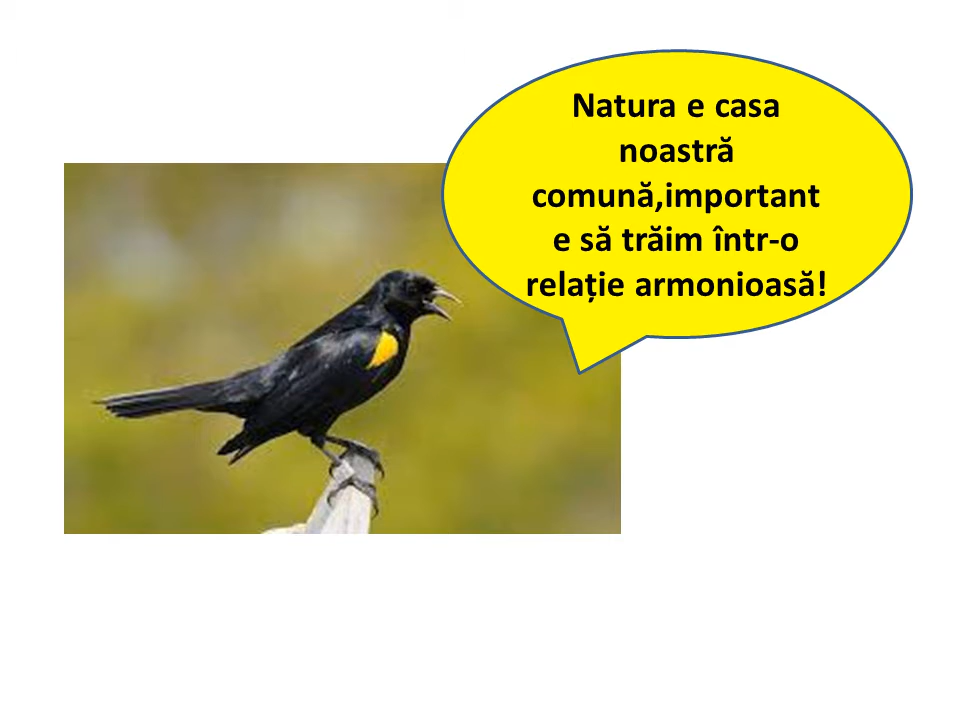 Natura e casa
noastră
comună,important
e să trăim într-o
relație armonioasă!